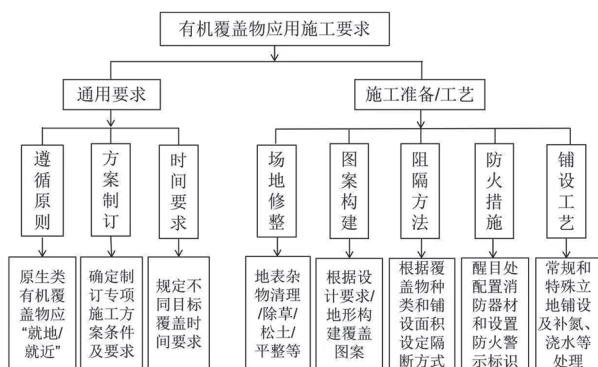 有机覆盖物应用施工要求
通用要求
施工准备/工艺
遵循原则
方案制订
时间要求
场地修整
图案构建
阻隔方法
防火措施
铺设工艺
原生类
有机覆
盖物应
“就地/
就近”
确定制
订专项
施工方
案条件
及要求
规定不
同目标
覆盖时
间要求
地表杂
物清理
/除草/
松土/
平整等
根据设
计要求/
地形构
建覆盖
图案
根据覆
盖物种
类和铺
设面积
设定隔
断方式
醒目处
配置消
防器材
和设置
防火警
示标识
常规和
特殊立
地铺设
及补氮、
浇水等
处理